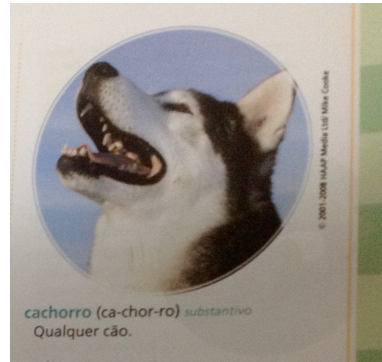 © 2001-2008 HAAP Media Ltd/ Mike Cooke
cachorro (ca-chor-ro) substantivo
Qualquer cão.